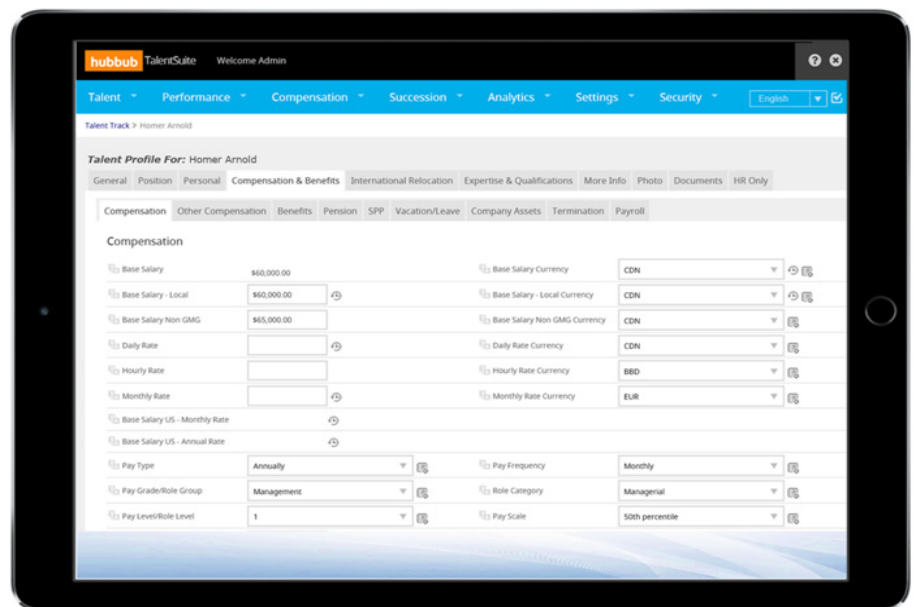 hubbub TalentSuite Welcome Admin
Talent Performance Compensation Succession Analytics Settings Security English
Talent Track > Homer Arnold
Talent Profile For: Homer Arnold
General Position Personal Compensation & Benefits International Relocation Expertise & Qualifications More Info Photo Documents HR Only
Compensation Other Compensation Benefits Pension SPP Vacation/Leave Company Assets Termination Payroll
Compensation
Base Salary $60,000.00 Base Salary Currency CDN
Base Salary - Local $60,000.00 Base Salary - Local Currency CDN
Base Salary Non GMG $65,000.00 Base Salary Non GMG Currency CDN
Daily Rate Daily Rate Currency CDN
Hourly Rate Hourly Rate Currency BBD
Monthly Rate Monthly Rate Currency EUR
Base Salary US - Monthly Rate
Base Salary US - Annual Rate
Pay Type Annually Pay Frequency Monthly
Pay Grade/Role Group Management Role Category Managerial
Pay Level/Role Level 1 Pay Scale 50th percentile